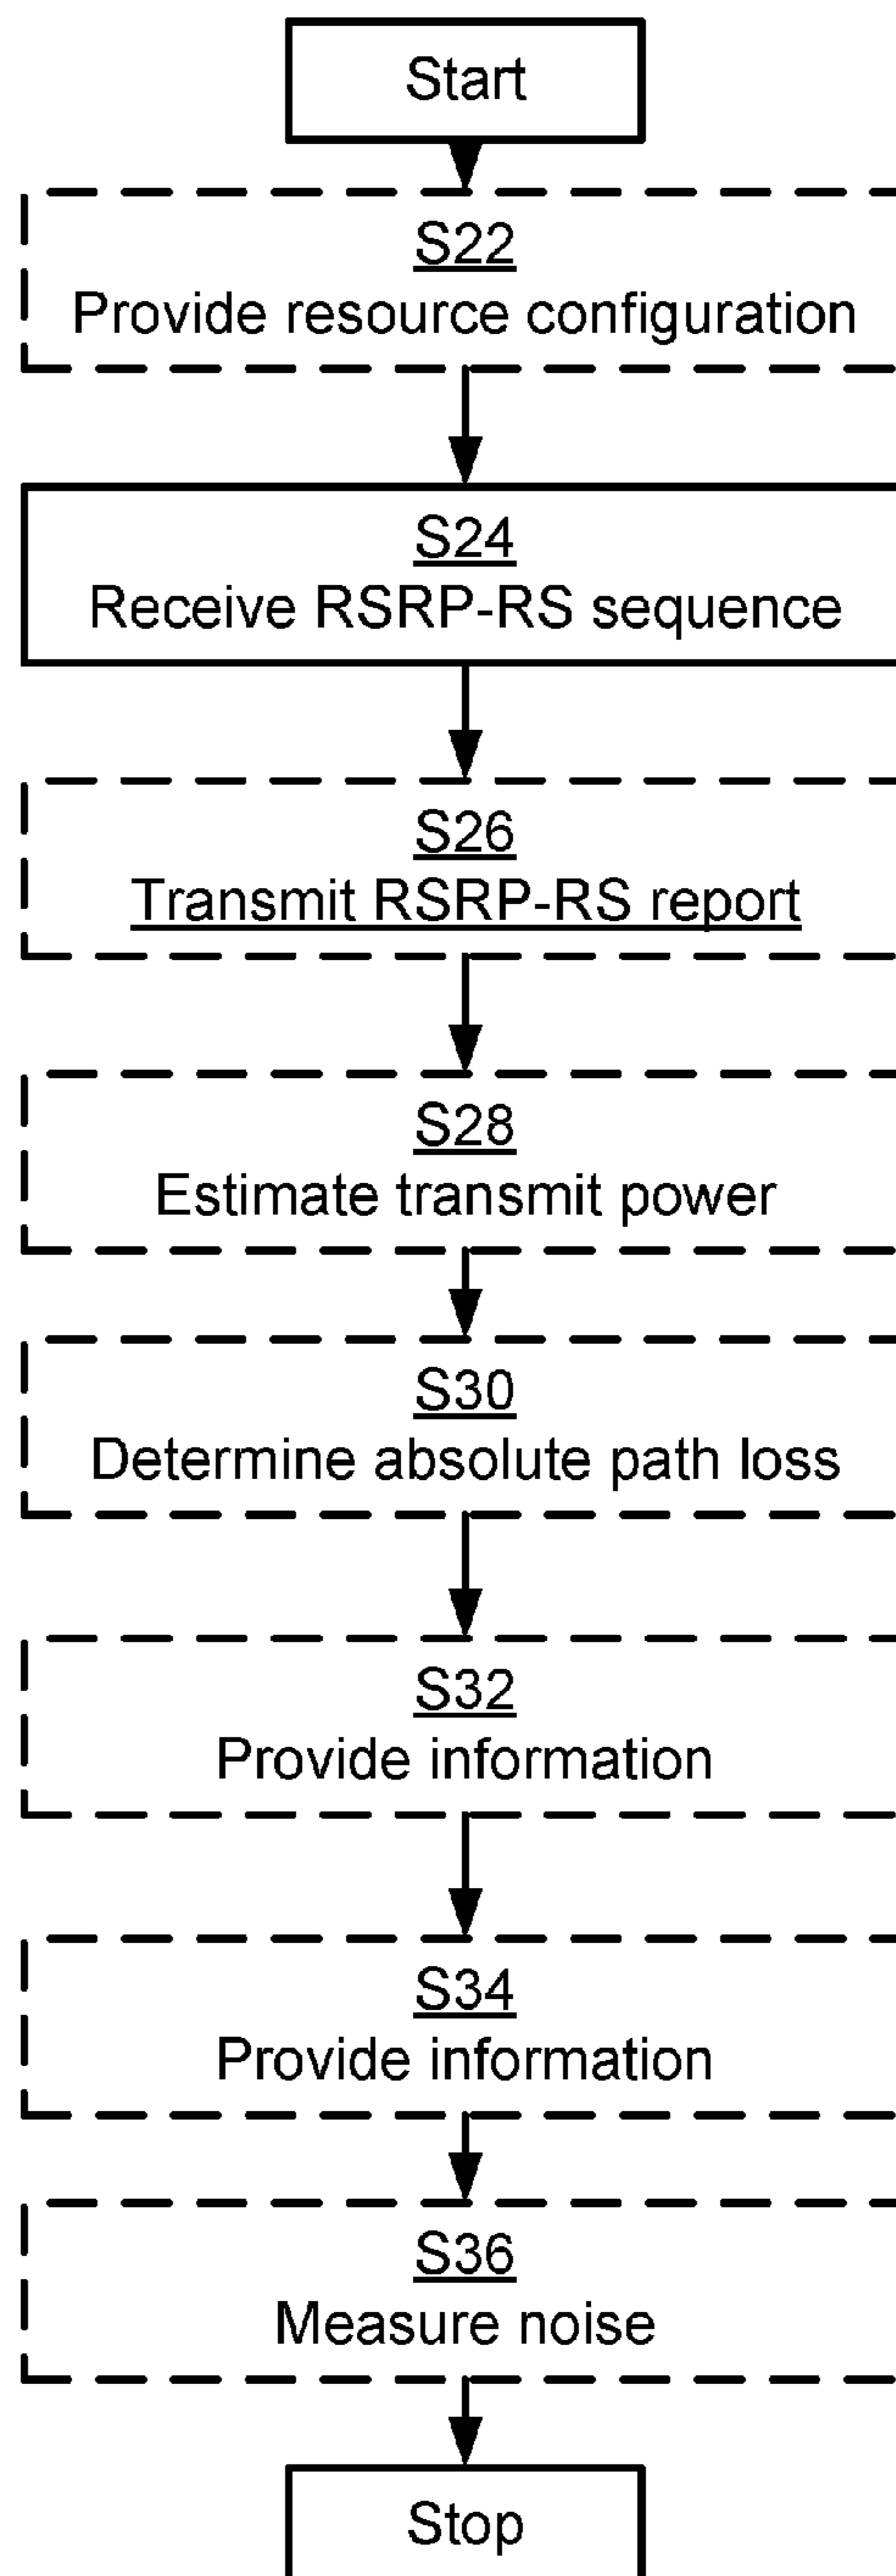 Start
S22
Provide resource configuration
S24
Receive RSRP-RS sequence
S26
Transmit RSRP-RS report
S28
Estimate transmit power
S30
Determine absolute path loss
S32
Provide information
S34
Provide information
S36
Measure noise
Stop